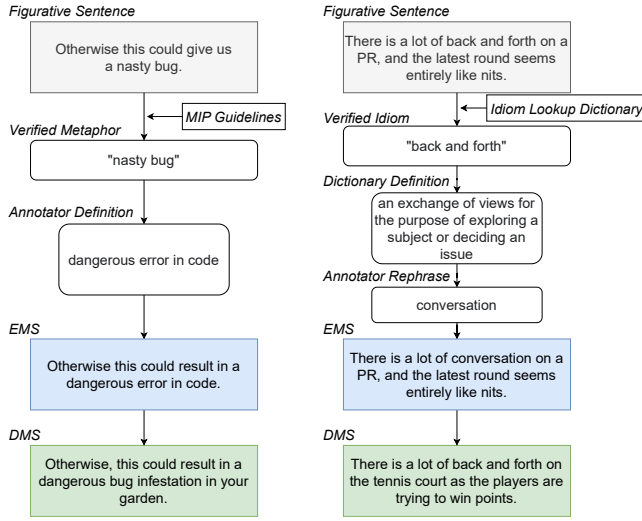 Figurative Sentence
Otherwise this could give us
a nasty bug.
MIP Guidelines
Verified Metaphor
"nasty bug"
Annotator Definition
dangerous error in code
EMS
Otherwise this could result in a
dangerous error in code.
DMS
Otherwise, this could result in a
dangerous bug infestation in your
garden.
Figurative Sentence
There is a lot of back and forth on a
PR, and the latest round seems
entirely like nits.
Idiom Lookup Dictionary
Verified Idiom
"back and forth"
Dictionary Definition
an exchange of views for
the purpose of exploring a
subject or deciding an
issue
Annotator Rephrase
conversation
EMS
There is a lot of conversation on a
PR, and the latest round seems
entirely like nits.
DMS
There is a lot of back and forth on
the tennis court as the players are
trying to win points.